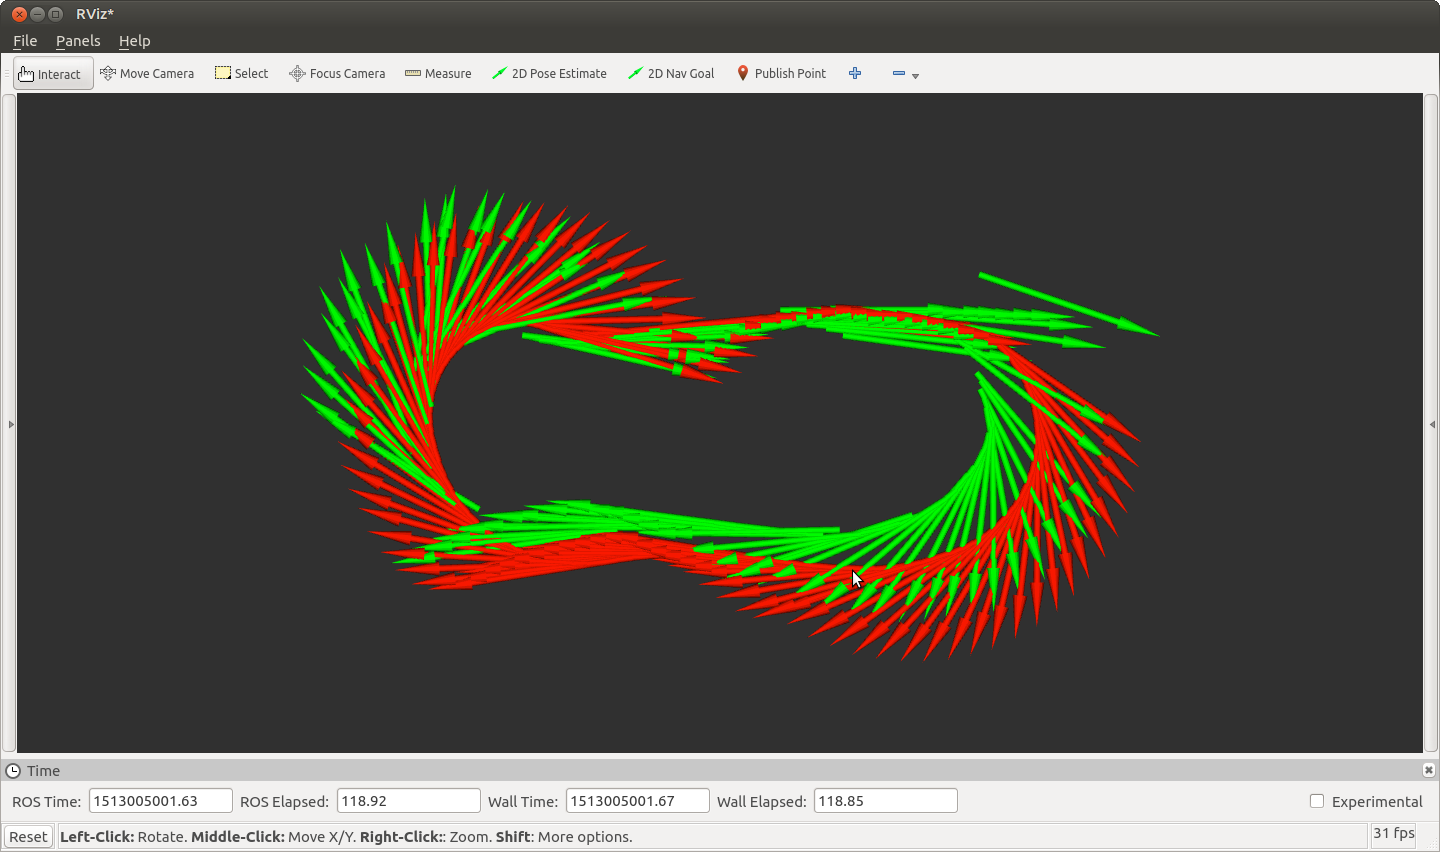 RViz*
File Panels Help
Interact Move Camera Select Focus Camera Measure 2D Pose Estimate 2D Nav Goal Publish Point
Time
ROS Time: 1513005001.63 ROS Elapsed: 118.92 Wall Time: 1513005001.67 Wall Elapsed: 118.85 Experimental
Reset Left-Click: Rotate. Middle-Click: Move X/Y. Right-Click:: Zoom. Shift: More options. 31 fps